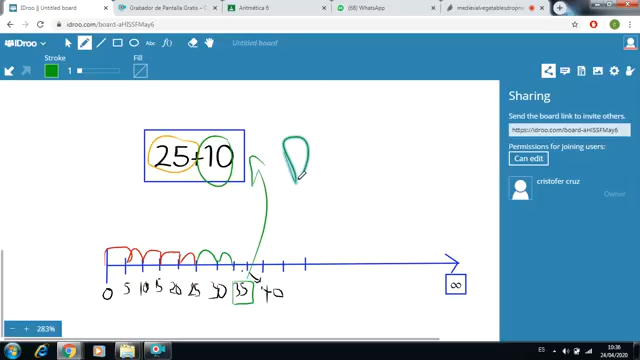 IDroo || Untitled board
Grabador de Pantalla Gratis
Aritmética 6
(68) WhatsApp
medievalvegetablestropn
idroo.com/board-aHISSFMay6
IDroo
Abc
f(x)
Untitled board
Stroke
Fill
1
Sharing
Send the board link to invite others.
https://idroo.com/board-aHISSFMay6
Permissions for joining users:
Can edit
cristofer cruz
Owner
25+10
0 5 10 15 20 25 30 35 40
∞
283%
ES
10:36
24/04/2020